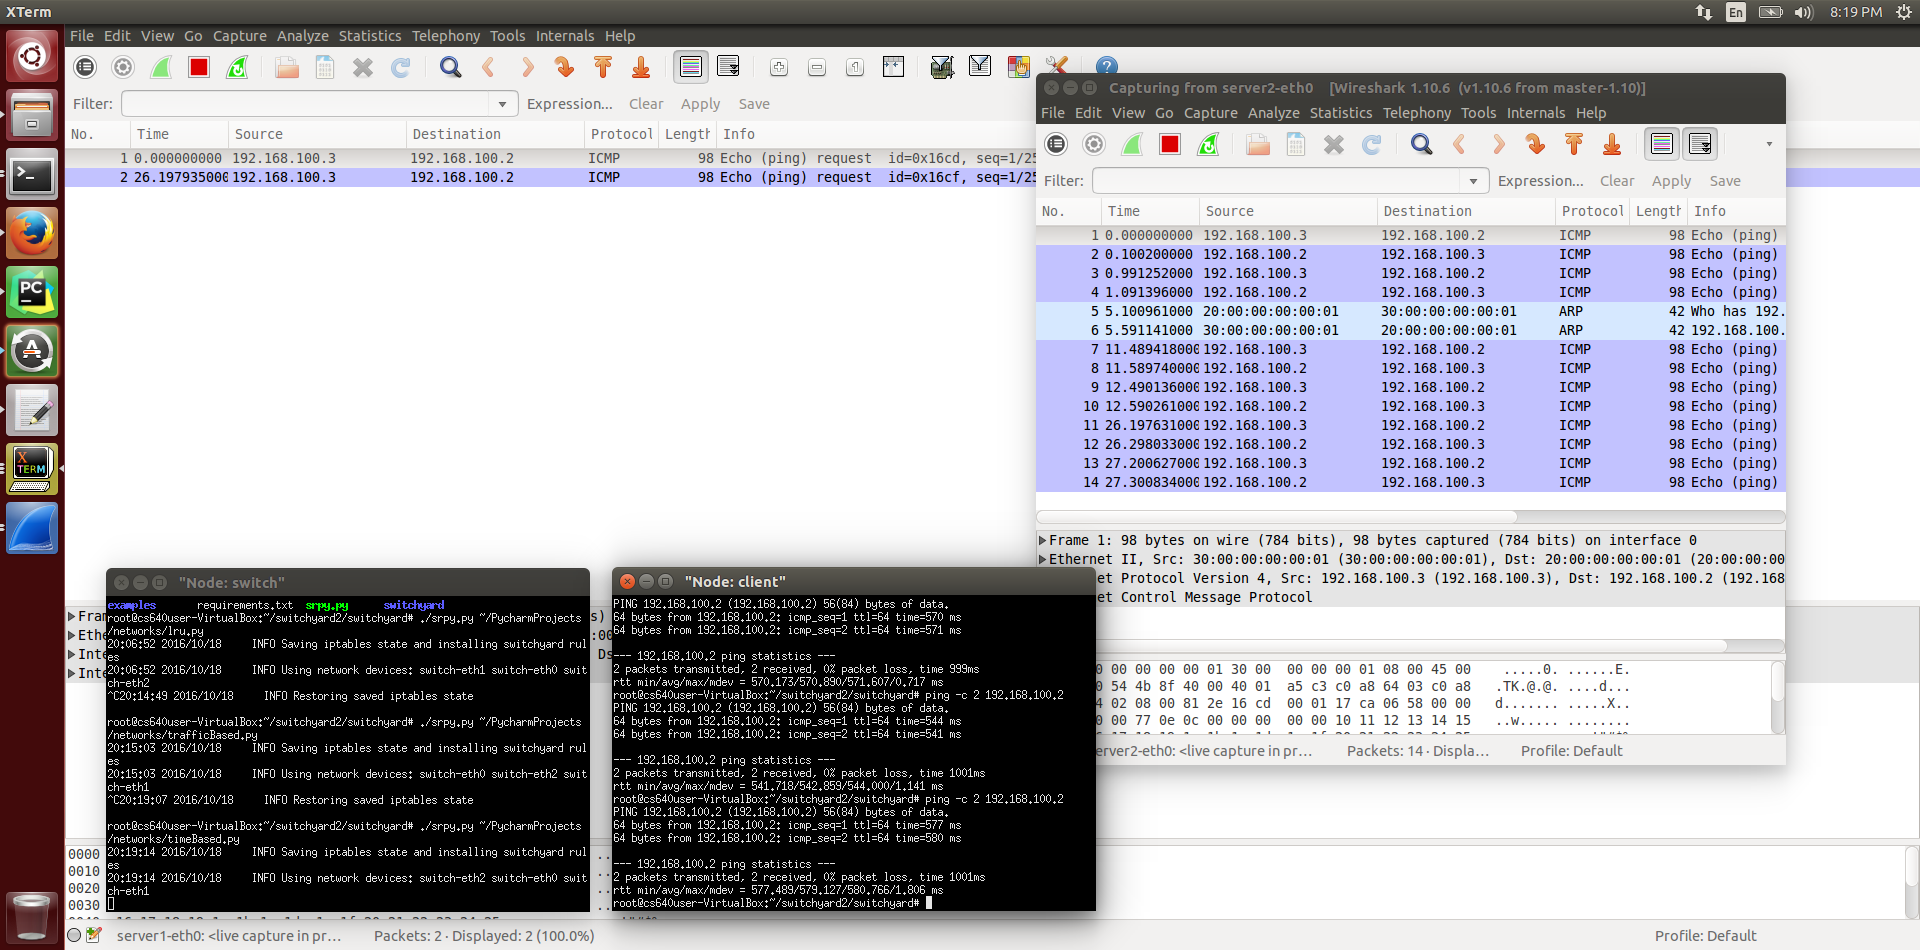 XTerm
En
8:19 PM
File Edit View Go Capture Analyze Statistics Telephony Tools Internals Help
Filter: Expression... Clear Apply Save
No. Time Source Destination Protocol Length Info
1 0.000000000 192.168.100.3 192.168.100.2 ICMP 98 Echo (ping) request id=0x16cd, seq=1/25
2 26.197935000 192.168.100.3 192.168.100.2 ICMP 98 Echo (ping) request id=0x16cf, seq=1/25
Capturing from server2-eth0 [Wireshark 1.10.6 (v1.10.6 from master-1.10)]
File Edit View Go Capture Analyze Statistics Telephony Tools Internals Help
Filter: Expression... Clear Apply Save
No. Time Source Destination Protocol Length Info
1 0.000000000 192.168.100.3 192.168.100.2 ICMP 98 Echo (ping)
2 0.100200000 192.168.100.2 192.168.100.3 ICMP 98 Echo (ping)
3 0.991252000 192.168.100.3 192.168.100.2 ICMP 98 Echo (ping)
4 1.091396000 192.168.100.2 192.168.100.3 ICMP 98 Echo (ping)
5 5.100961000 20:00:00:00:00:01 30:00:00:00:00:01 ARP 42 Who has 192.
6 5.591141000 30:00:00:00:00:01 20:00:00:00:00:01 ARP 42 192.168.100.
7 11.489418000 192.168.100.3 192.168.100.2 ICMP 98 Echo (ping)
8 11.589740000 192.168.100.2 192.168.100.3 ICMP 98 Echo (ping)
9 12.490136000 192.168.100.3 192.168.100.2 ICMP 98 Echo (ping)
10 12.590261000 192.168.100.2 192.168.100.3 ICMP 98 Echo (ping)
11 26.197631000 192.168.100.3 192.168.100.2 ICMP 98 Echo (ping)
12 26.298033000 192.168.100.2 192.168.100.3 ICMP 98 Echo (ping)
13 27.200627000 192.168.100.3 192.168.100.2 ICMP 98 Echo (ping)
14 27.300834000 192.168.100.2 192.168.100.3 ICMP 98 Echo (ping)
Frame 1: 98 bytes on wire (784 bits), 98 bytes captured (784 bits) on interface 0
Ethernet II, Src: 30:00:00:00:00:01 (30:00:00:00:00:01), Dst: 20:00:00:00:00:01 (20:00:00:00
et Protocol Version 4, Src: 192.168.100.3 (192.168.100.3), Dst: 192.168.100.2 (192.168
et Control Message Protocol
0 00 00 00 00 01 30 00 00 00 00 01 08 00 45 00 .....0. ......E.
0 54 4b 8f 40 00 40 01 a5 c3 c0 a8 64 03 c0 a8 .TK.@.@. ....d...
4 02 08 00 81 2e 16 cd 00 01 17 ca 06 58 00 00 d....... .....X..
0 00 77 0e 0c 00 00 00 00 00 10 11 12 13 14 15 ..w..... ........
erver2-eth0: <live capture in pr... Packets: 14 · Displa... Profile: Default
"Node: switch"
examples requirements.txt srpy.py switchyard
root@cs640user-VirtualBox:~/switchyard2/switchyard# ./srpy.py ~/PycharmProjects
/networks/lru.py
20:06:52 2016/10/18 INFO Saving iptables state and installing switchyard rul
es
20:06:52 2016/10/18 INFO Using network devices: switch-eth1 switch-eth0 swit
ch-eth2
^C20:14:49 2016/10/18 INFO Restoring saved iptables state
root@cs640user-VirtualBox:~/switchyard2/switchyard# ./srpy.py ~/PycharmProjects
/networks/trafficBased.py
20:15:03 2016/10/18 INFO Saving iptables state and installing switchyard rul
es
20:15:03 2016/10/18 INFO Using network devices: switch-eth0 switch-eth2 swit
ch-eth1
^C20:19:07 2016/10/18 INFO Restoring saved iptables state
root@cs640user-VirtualBox:~/switchyard2/switchyard# ./srpy.py ~/PycharmProjects
/networks/timeBased.py
20:19:14 2016/10/18 INFO Saving iptables state and installing switchyard rul
es
20:19:14 2016/10/18 INFO Using network devices: switch-eth2 switch-eth0 swit
ch-eth1
"Node: client"
PING 192.168.100.2 (192.168.100.2) 56(84) bytes of data.
64 bytes from 192.168.100.2: icmp_seq=1 ttl=64 time=570 ms
64 bytes from 192.168.100.2: icmp_seq=2 ttl=64 time=571 ms
--- 192.168.100.2 ping statistics ---
2 packets transmitted, 2 received, 0% packet loss, time 999ms
rtt min/avg/max/mdev = 570.173/570.890/571.607/0.717 ms
root@cs640user-VirtualBox:~/switchyard2/switchyard# ping -c 2 192.168.100.2
PING 192.168.100.2 (192.168.100.2) 56(84) bytes of data.
64 bytes from 192.168.100.2: icmp_seq=1 ttl=64 time=544 ms
64 bytes from 192.168.100.2: icmp_seq=2 ttl=64 time=541 ms
--- 192.168.100.2 ping statistics ---
2 packets transmitted, 2 received, 0% packet loss, time 1001ms
rtt min/avg/max/mdev = 541.718/542.859/544.000/1.141 ms
root@cs640user-VirtualBox:~/switchyard2/switchyard# ping -c 2 192.168.100.2
PING 192.168.100.2 (192.168.100.2) 56(84) bytes of data.
64 bytes from 192.168.100.2: icmp_seq=1 ttl=64 time=577 ms
64 bytes from 192.168.100.2: icmp_seq=2 ttl=64 time=580 ms
--- 192.168.100.2 ping statistics ---
2 packets transmitted, 2 received, 0% packet loss, time 1001ms
rtt min/avg/max/mdev = 577.489/579.127/580.766/1.806 ms
root@cs640user-VirtualBox:~/switchyard2/switchyard#
Fra
Ethe
Inte
Inte
s)
:00
Ds
0000
0010
0020
0030
PC
X TERM
server1-eth0: <live capture in pr... Packets: 2 · Displayed: 2 (100.0%) Profile: Default